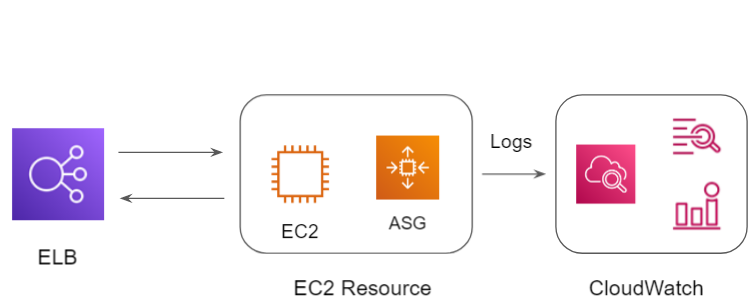 Logs
EC2
ASG
ELB
EC2 Resource
CloudWatch